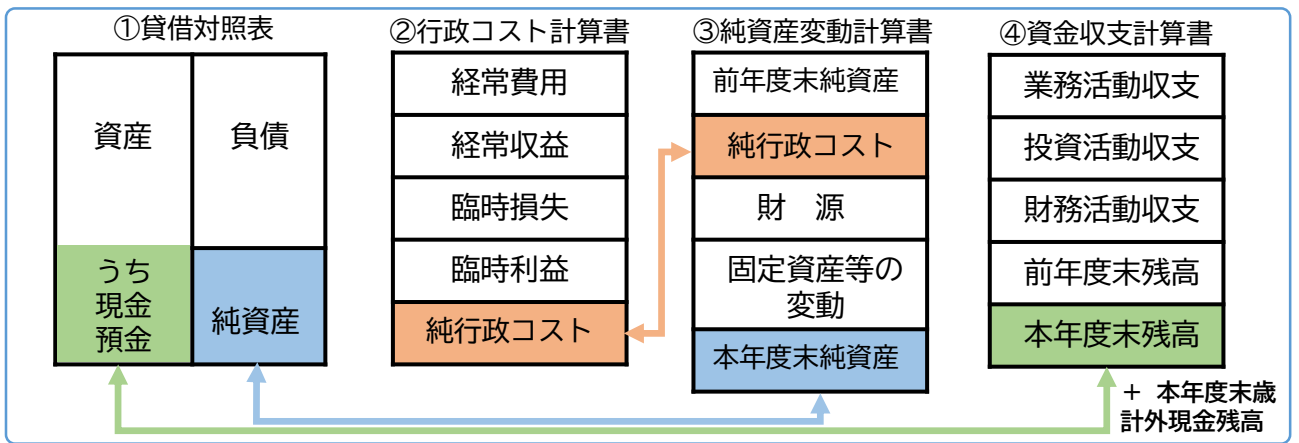 ①貸借対照表
資産
負債
うち
現金
預金
純資産
②行政コスト計算書
経常費用
経常収益
臨時損失
臨時利益
純行政コスト
③純資産変動計算書
前年度末純資産
純行政コスト
財　源
固定資産等の
変動
本年度末純資産
④資金収支計算書
業務活動収支
投資活動収支
財務活動収支
前年度末残高
本年度末残高
＋ 本年度末歳
計外現金残高